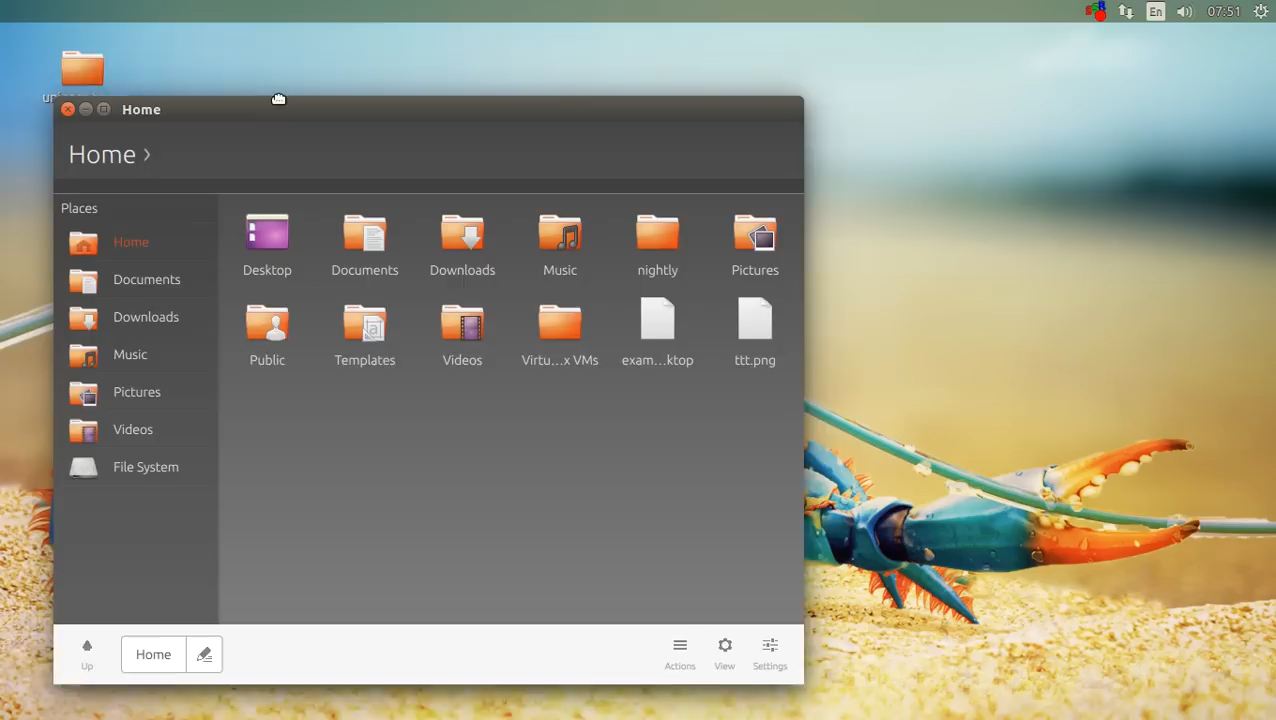 En
07:51
Home
Home ›
Places
Home
Documents
Downloads
Music
Pictures
Videos
File System
Desktop
Documents
Downloads
Music
nightly
Pictures
Public
Templates
Videos
Virtu...x VMs
exam...ktop
ttt.png
Up
Home
Actions
View
Settings